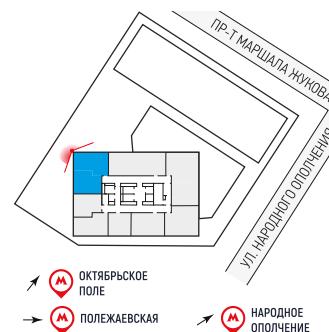 ПР-Т МАРШАЛА ЖУКОВА
УЛ. НАРОДНОГО ОПОЛЧЕНИЯ
ОКТЯБРЬСКОЕ
ПОЛЕ
ПОЛЕЖАЕВСКАЯ
НАРОДНОЕ
ОПОЛЧЕНИЕ